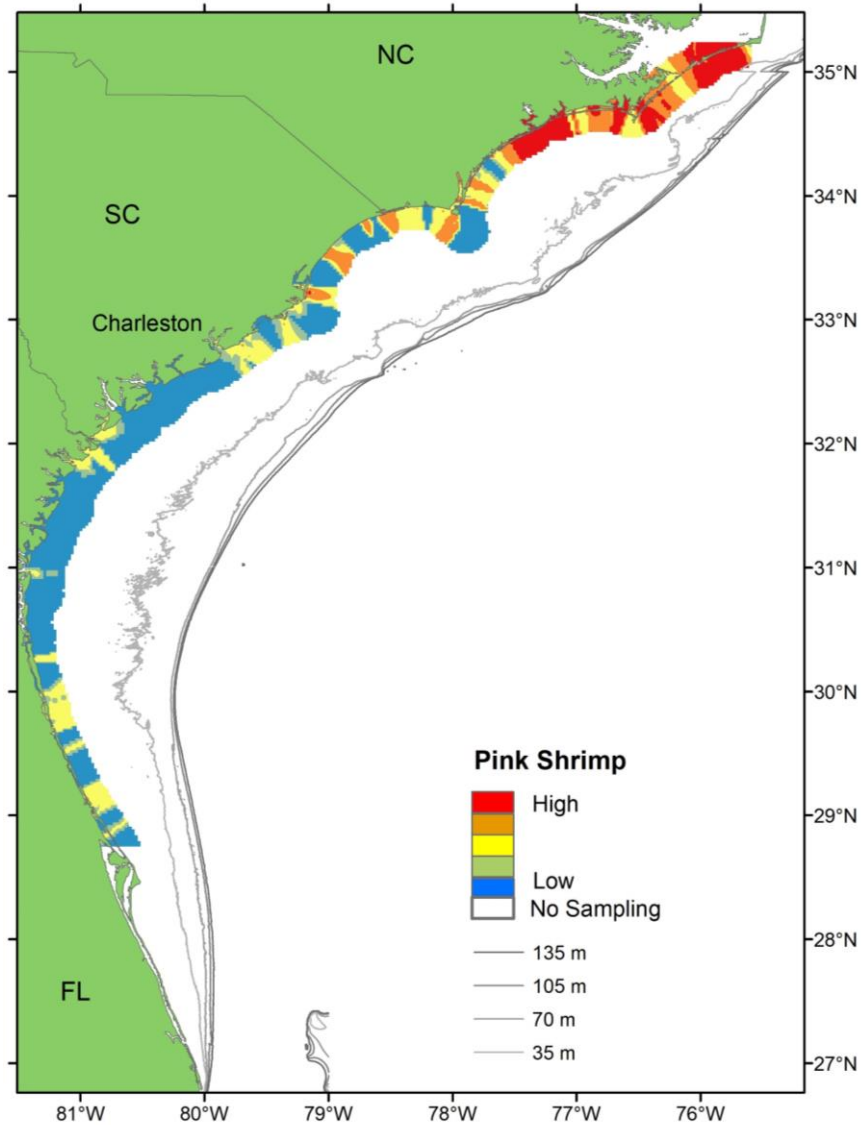 NC
35°N
SC
34°N
Charleston
33°N
32°N
31°N
30°N
Pink Shrimp
High
29°N
Low
No Sampling
28°N
135 m
FL
105 m
70 m
35 m
27°N
81°W 80°W 79°W 78°W 77°W 76°W